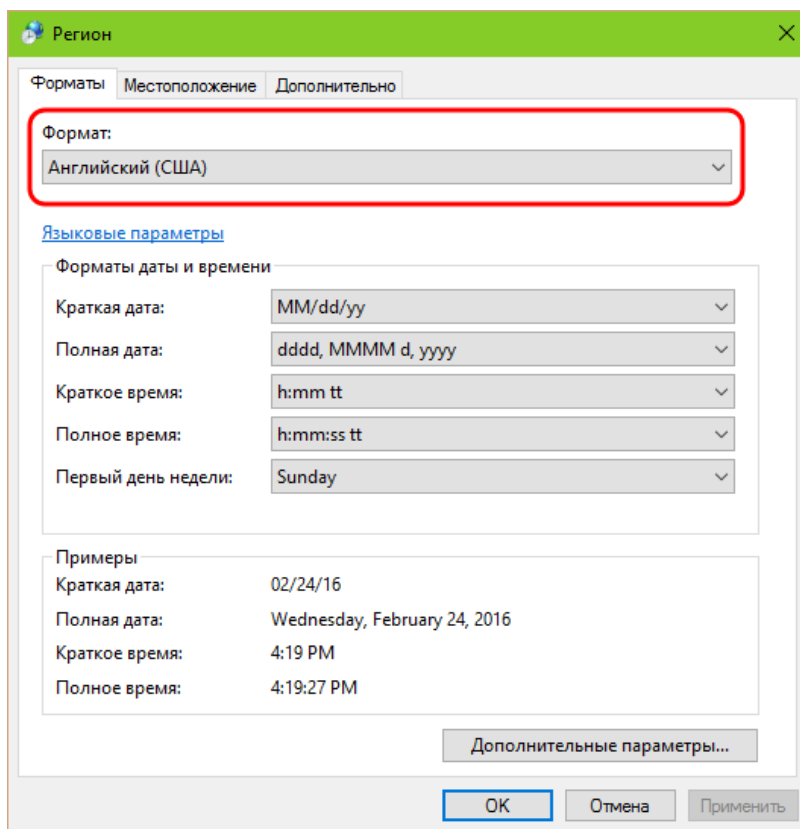 Регион
Форматы Местоположение Дополнительно
Формат:
Английский (США)
Языковые параметры
Форматы даты и времени
Краткая дата: MM/dd/yy
Полная дата: dddd, MMMM d, yyyy
Краткое время: h:mm tt
Полное время: h:mm:ss tt
Первый день недели: Sunday
Примеры
Краткая дата: 02/24/16
Полная дата: Wednesday, February 24, 2016
Краткое время: 4:19 PM
Полное время: 4:19:27 PM
Дополнительные параметры...
OK Отмена Применить